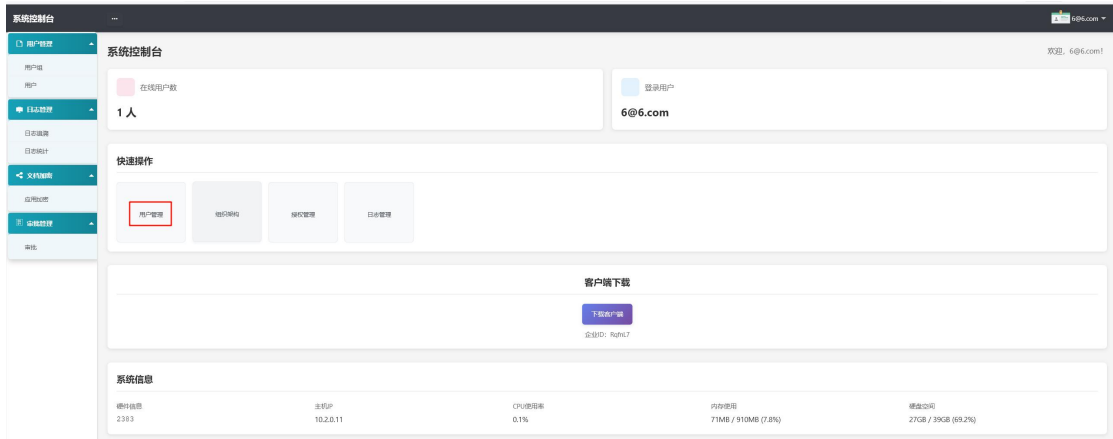 系统控制台
...
6@6.com
用户管理
用户组
用户
日志管理
日志追溯
日志统计
文档加密
应用加密
审批管理
审批
系统控制台
欢迎，6@6.com!
在线用户数
1 人
登录用户
6@6.com
快速操作
用户管理
组织架构
授权管理
日志管理
客户端下载
下载客户端
企业ID：RqfnL7
系统信息
硬件信息
2383
主机IP
10.2.0.11
CPU使用率
0.1%
内存使用
71MB / 910MB (7.8%)
硬盘空间
27GB / 39GB (69.2%)